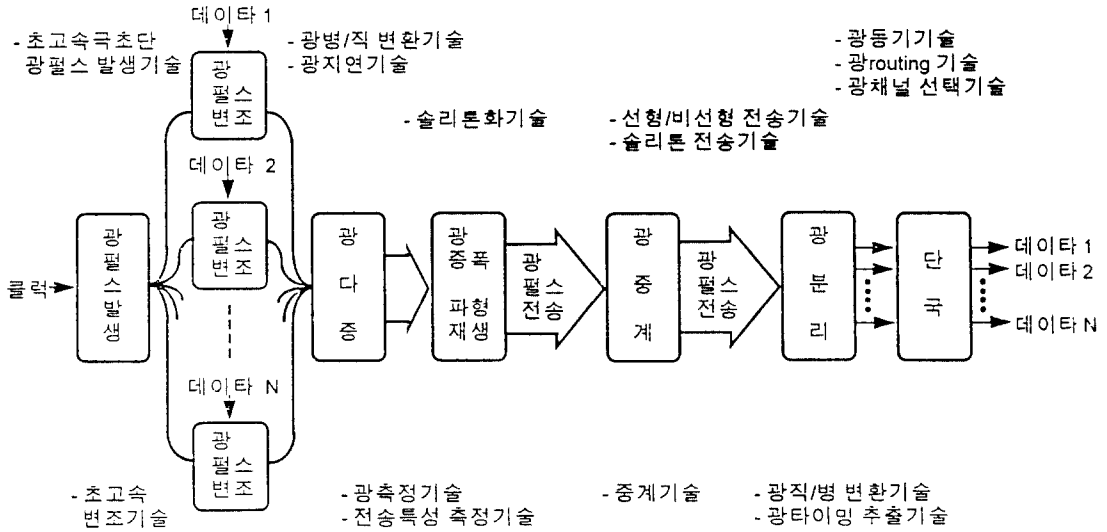 데이타 1
- 초고속극초단
광펄스 발생기술
- 광병/직 변환기술
- 광지연기술
- 광동기기술
- 광routing 기술
- 광채널 선택기술
광
펄스
변조
- 솔리톤화기술
- 선형/비선형 전송기술
- 솔리톤 전송기술
데이타 2
광
펄스
변조
클럭
광
펄
스
발
생
광
다
중
광
증폭
파형
재생
광
펄스
전송
광
중
계
광
펄스
전송
광
분
리
단
국
데이타 1
데이타 2
데이타 N
데이타 N
광
펄스
변조
- 초고속
변조기술
- 광측정기술
- 전송특성 측정기술
- 중계기술
- 광직/병 변환기술
- 광타이밍 추출기술